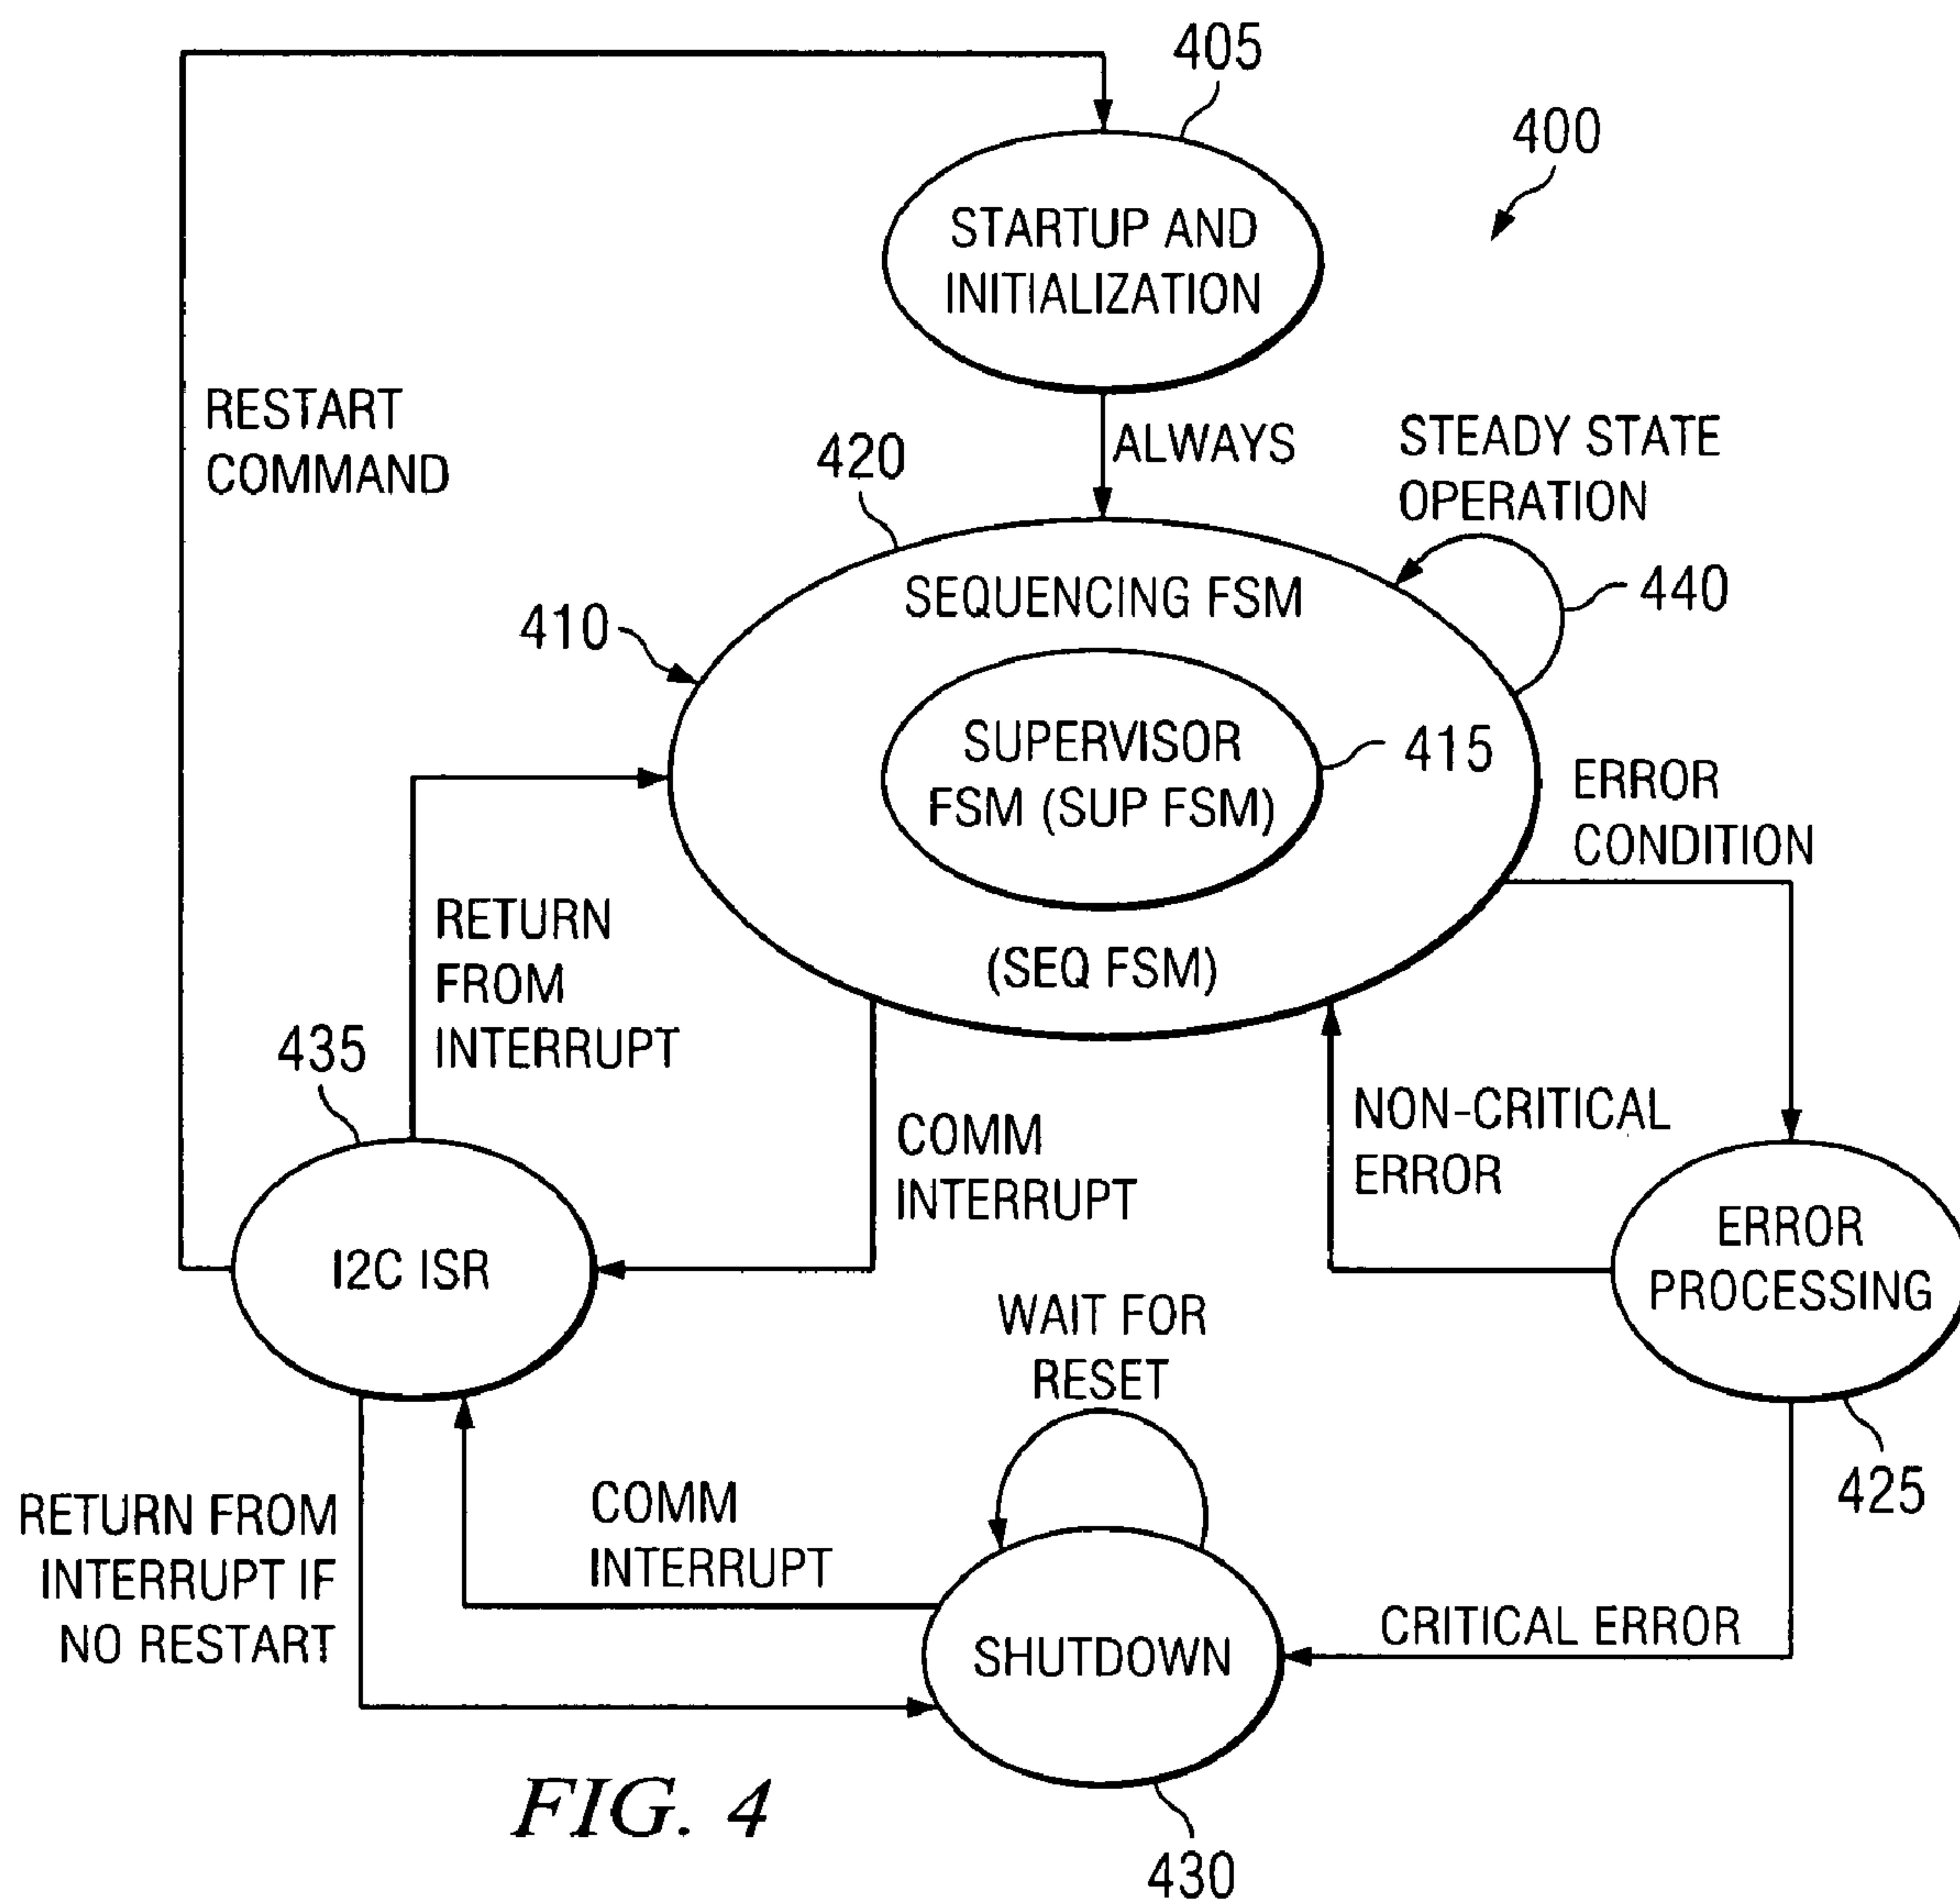 405
400
STARTUP AND
INITIALIZATION
RESTART
COMMAND
ALWAYS
STEADY STATE
OPERATION
420
SEQUENCING FSM
440
410
SUPERVISOR
FSM (SUP FSM)
415
ERROR
CONDITION
RETURN
FROM
INTERRUPT
(SEQ FSM)
435
COMM
INTERRUPT
NON-CRITICAL
ERROR
I2C ISR
ERROR
PROCESSING
WAIT FOR
RESET
425
RETURN FROM
INTERRUPT IF
NO RESTART
COMM
INTERRUPT
SHUTDOWN
CRITICAL ERROR
FIG. 4
430